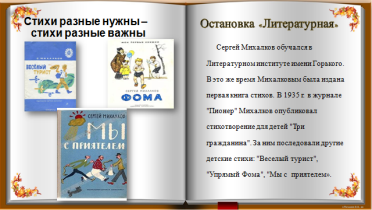 Стихи разные нужны –
стихи разные важны
ВЕСЁЛЫЙ
ТУРИСТ
ФОМА
СЕРГЕЙ МИХАЛКОВ
МЫ
С ПРИЯТЕЛЕМ
Остановка «Литературная»
Сергей Михалков обучался в
Литературном институте имени Горького.
В это же время Михалковым была издана
первая книга стихов. В 1935 г. в журнале
"Пионер" Михалков опубликовал
стихотворение для детей "Три
гражданина". За ним последовали другие
детские стихи: "Веселый турист",
"Упрямый Фома", "Мы с приятелем".